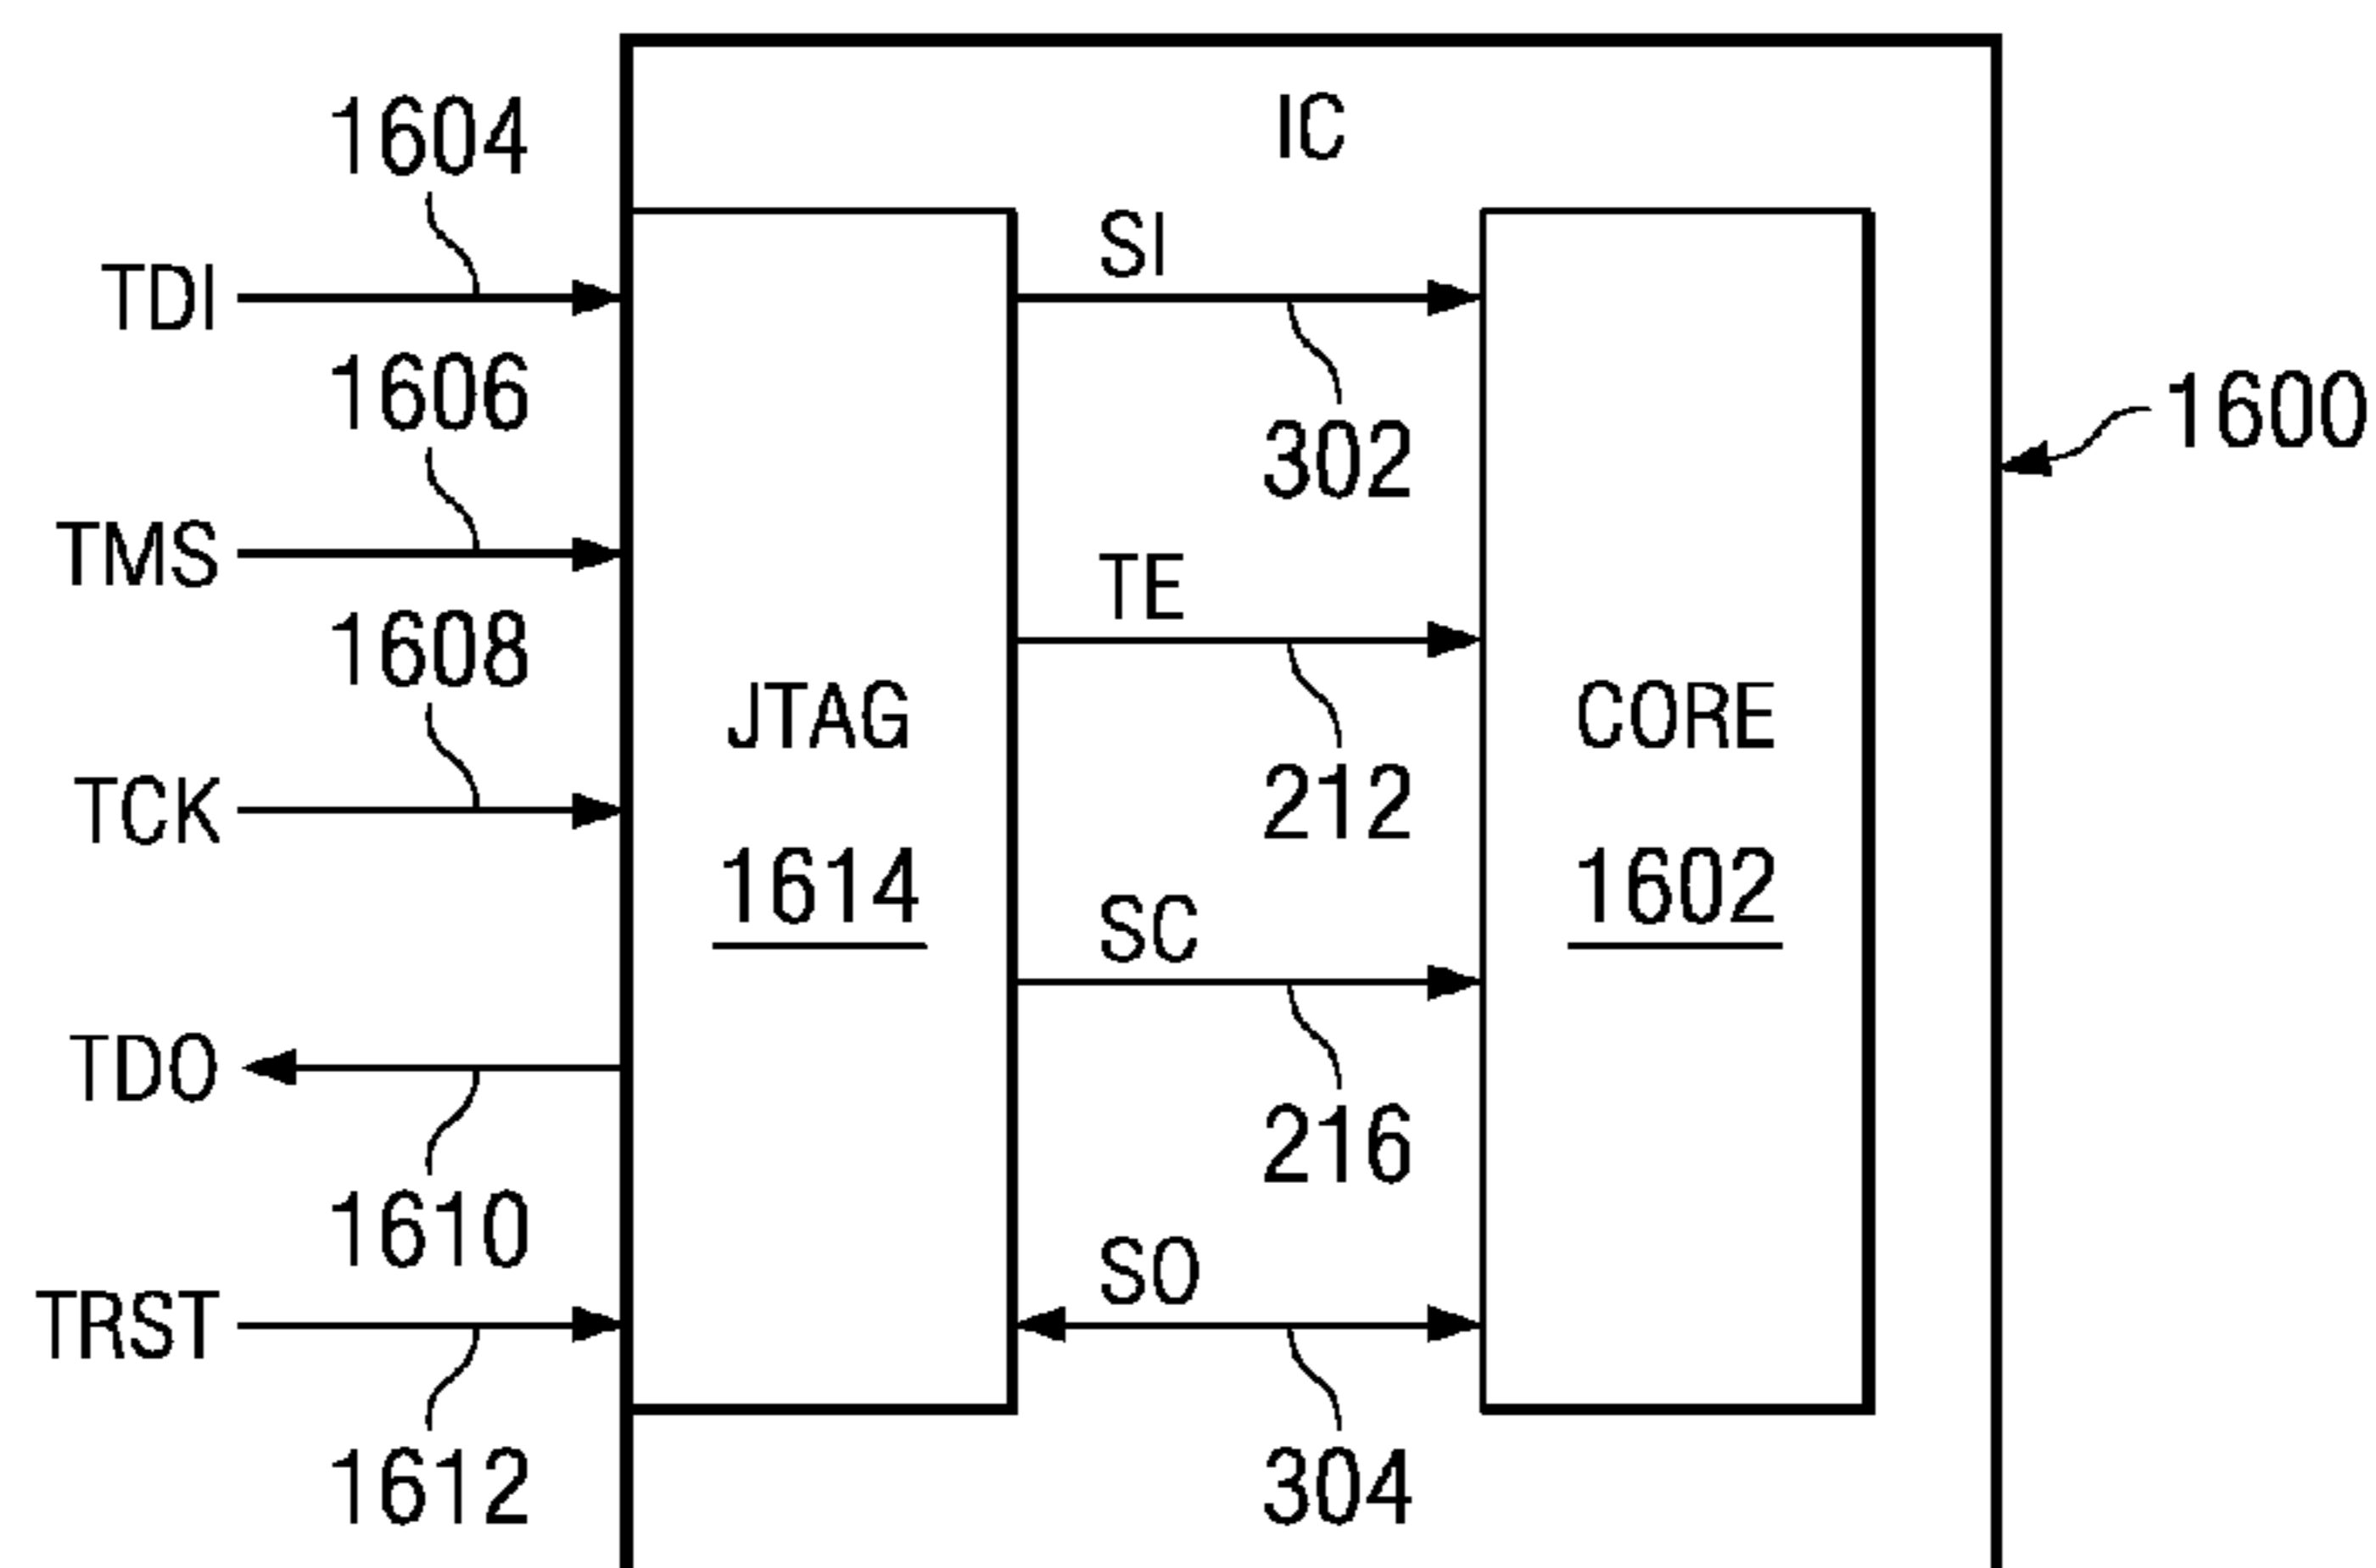 IC
1604
TDI
SI
302
1606
1600
TMS
TE
212
1608
JTAG
1614
CORE
1602
TCK
SC
216
TDO
1610
SO
304
TRST
1612